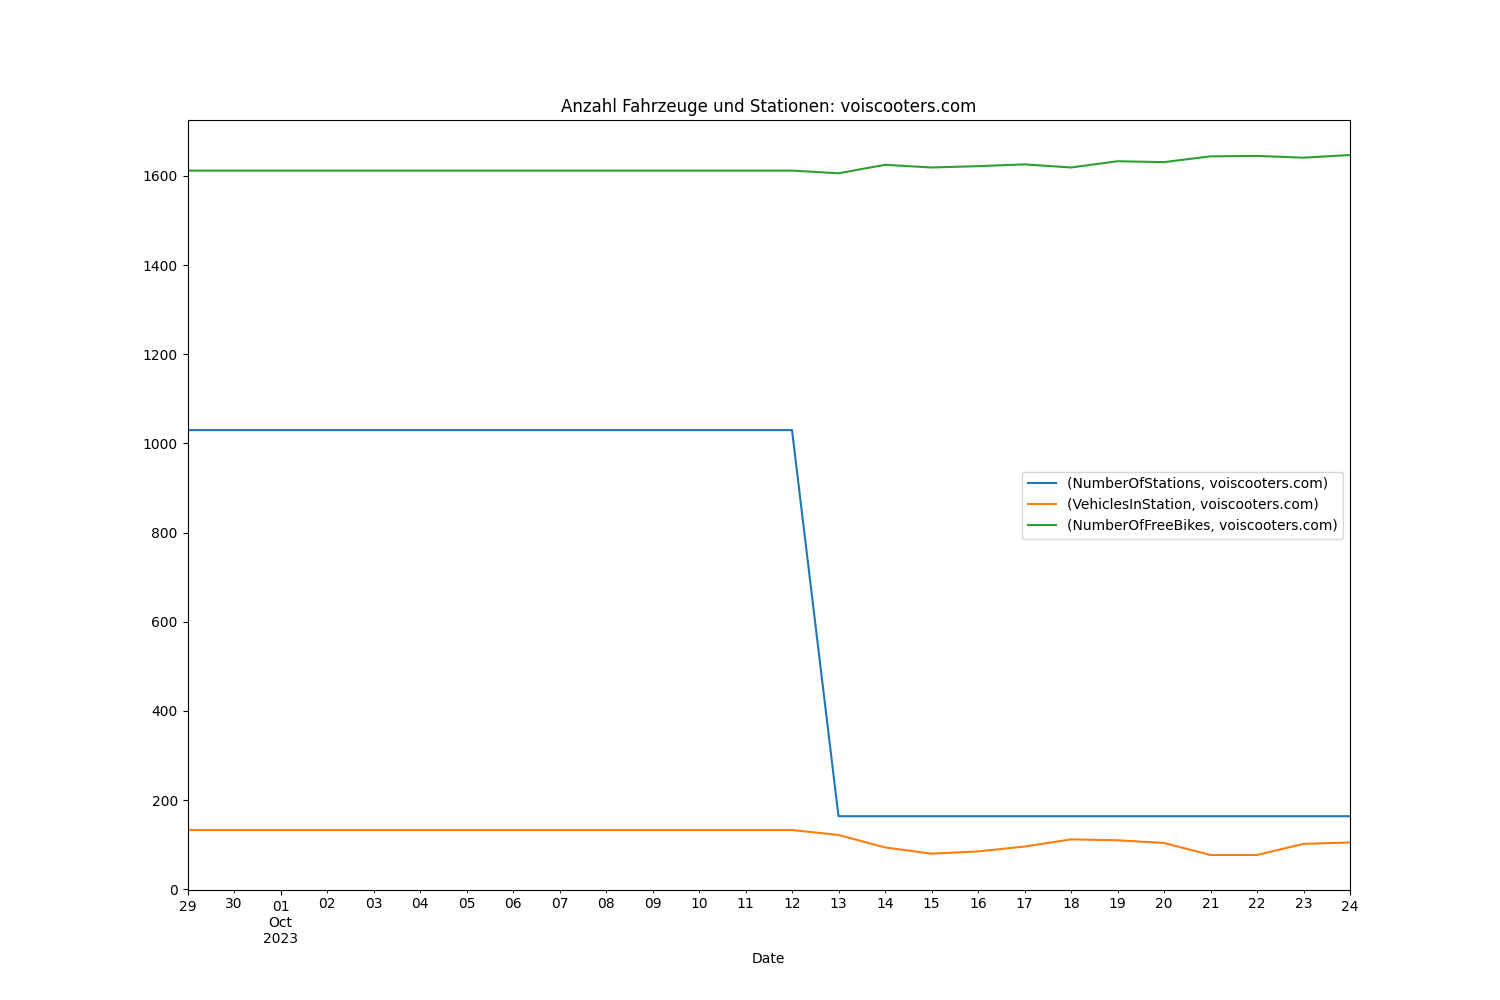 Anzahl Fahrzeuge und Stationen: voiscooters.com
1600
1400
1200
1000
800
600
400
200
0
(NumberOfStations, voiscooters.com)
(VehiclesInStation, voiscooters.com)
(NumberOfFreeBikes, voiscooters.com)
29 30 01 02 03 04 05 06 07 08 09 10 11 12 13 14 15 16 17 18 19 20 21 22 23 24
Oct
2023
Date